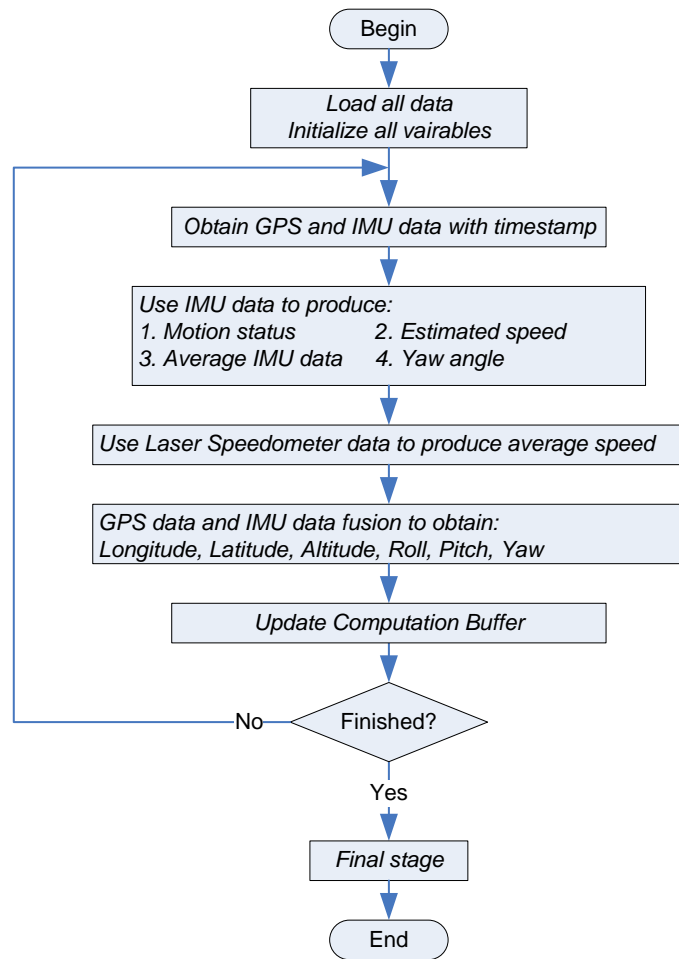 Begin
Load all data
Initialize all vairables
Obtain GPS and IMU data with timestamp
Use IMU data to produce:
1. Motion status 2. Estimated speed
3. Average IMU data 4. Yaw angle
Use Laser Speedometer data to produce average speed
GPS data and IMU data fusion to obtain:
Longitude, Latitude, Altitude, Roll, Pitch, Yaw
Update Computation Buffer
No
Finished?
Yes
Final stage
End